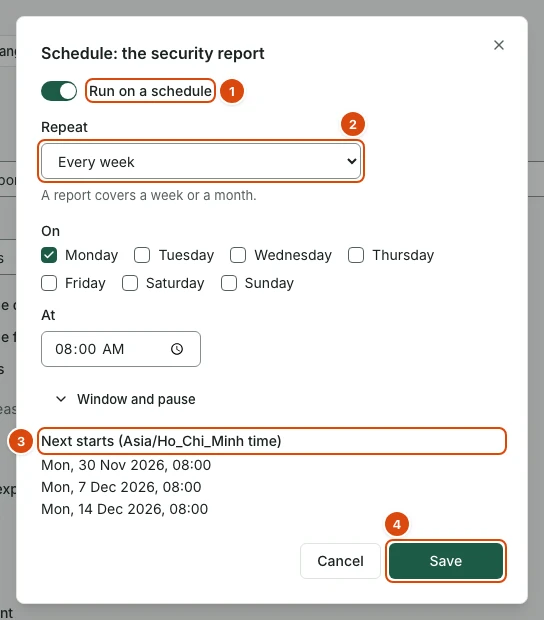 Schedule: the security report
Run on a schedule 1
Repeat 2
Every week
A report covers a week or a month.
On
Monday Tuesday Wednesday Thursday
Friday Saturday Sunday
At
08:00 AM
Window and pause
3 Next starts (Asia/Ho_Chi_Minh time)
Mon, 30 Nov 2026, 08:00
Mon, 7 Dec 2026, 08:00
Mon, 14 Dec 2026, 08:00
4
Cancel Save